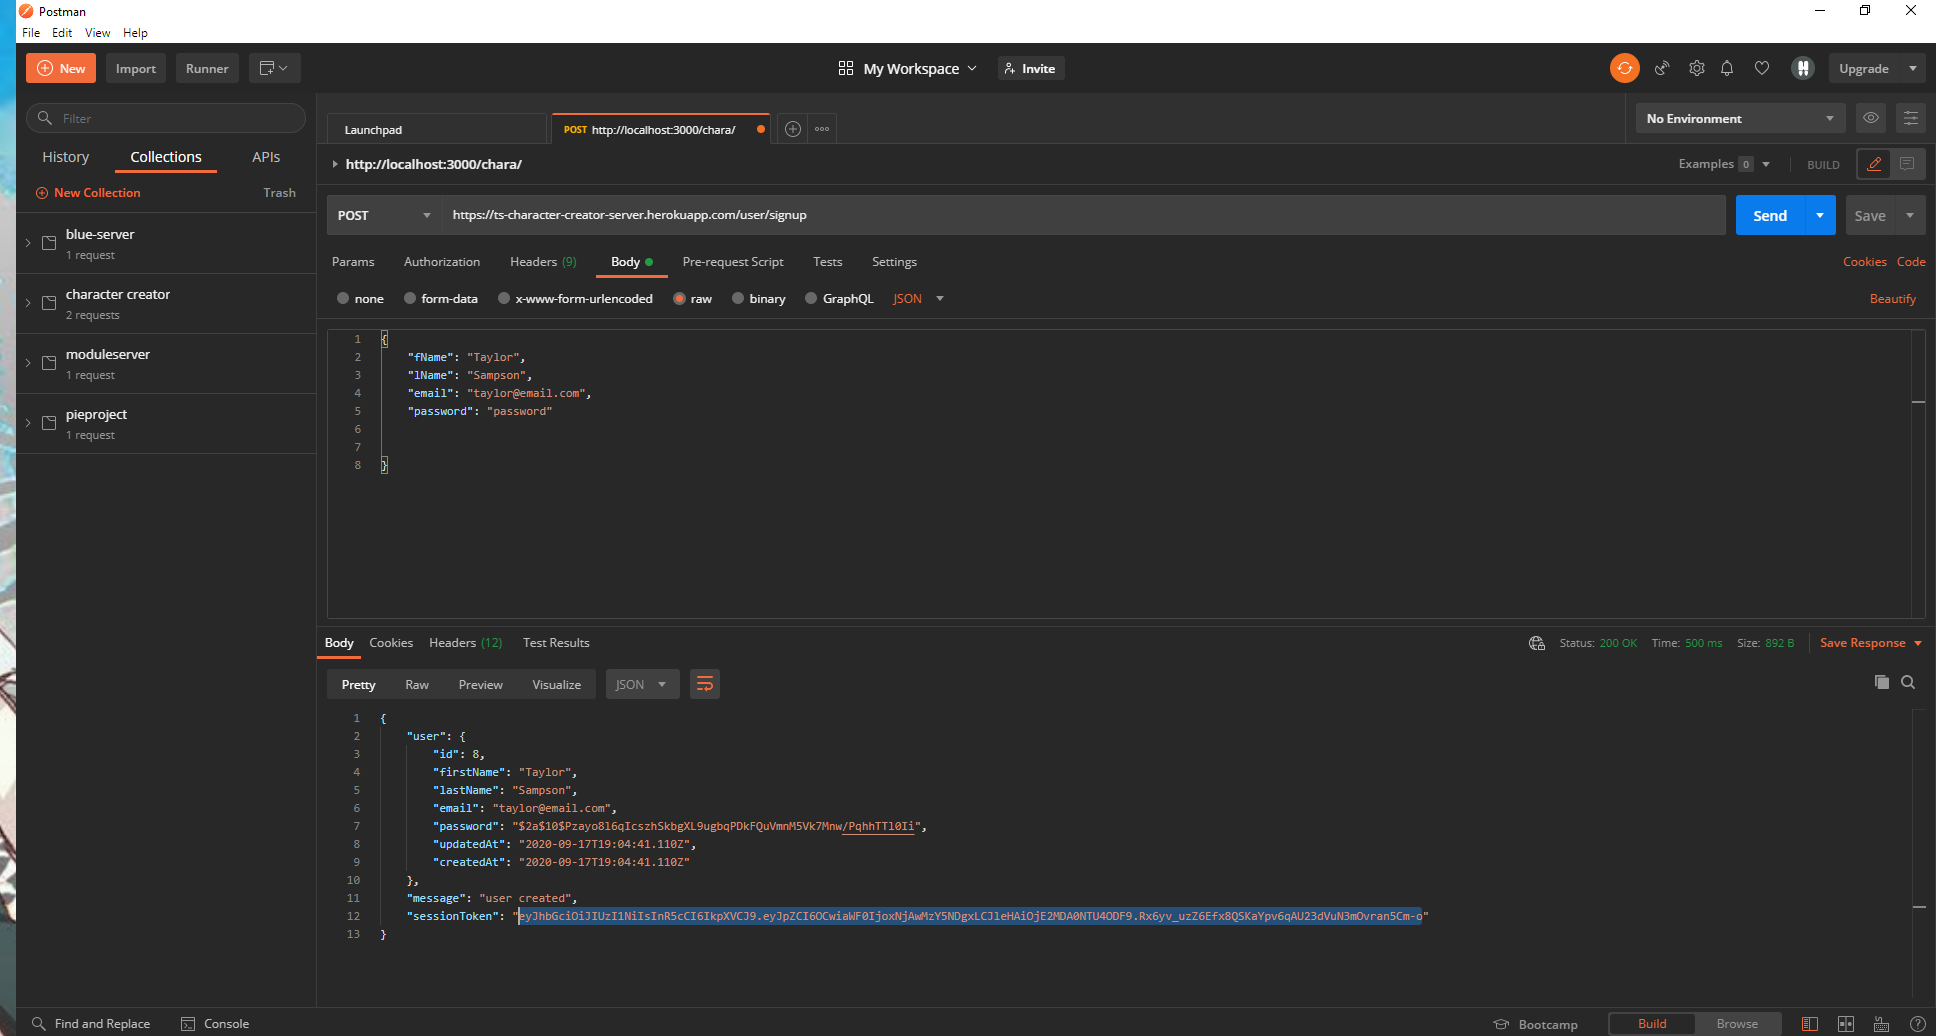 Postman
File Edit View Help
New Import Runner My Workspace Invite Upgrade
Filter
History Collections APIs
New Collection Trash
blue-server
1 request
character creator
2 requests
moduleserver
1 request
pieproject
1 request
Launchpad POST http://localhost:3000/chara/ No Environment
http://localhost:3000/chara/ Examples 0 BUILD
POST https://ts-character-creator-server.herokuapp.com/user/signup Send Save
Params Authorization Headers (9) Body Pre-request Script Tests Settings Cookies Code
none form-data x-www-form-urlencoded raw binary GraphQL JSON Beautify
1 {
2 "fName": "Taylor",
3 "lName": "Sampson",
4 "email": "taylor@email.com",
5 "password": "password"
6
7
8 }
Body Cookies Headers (12) Test Results Status: 200 OK Time: 500 ms Size: 892 B Save Response
Pretty Raw Preview Visualize JSON
1 {
2 "user": {
3 "id": 8,
4 "firstName": "Taylor",
5 "lastName": "Sampson",
6 "email": "taylor@email.com",
7 "password": "$2a$10$Pzayo8l6qIcszhSkbgXL9ugbqPDkFQuVmnM5Vk7Mnw/PqhhTTl0Ii",
8 "updatedAt": "2020-09-17T19:04:41.110Z",
9 "createdAt": "2020-09-17T19:04:41.110Z"
10 },
11 "message": "user created",
12 "sessionToken": "eyJhbGciOiJIUzI1NiIsInR5cCI6IkpXVCJ9.eyJpZCI6OCwiaWF0IjoxNjAwMzY5NDgxLCJleHAiOjE2MDA0NTU4ODF9.Rx6yv_uzZ6Efx8QSKaYpv6qAU23dVuN3mOvran5Cm-o"
13 }
Find and Replace Console Bootcamp Build Browse